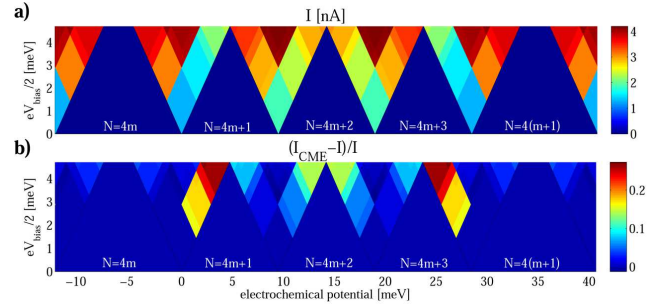 a)
I [nA]
eV_bias/2 [meV]
4
3
2
1
0
N=4m
N=4m+1
N=4m+2
N=4m+3
N=4(m+1)
4
3
2
1
0
b)
(I_CME−I)/I
eV_bias/2 [meV]
4
3
2
1
0
N=4m
N=4m+1
N=4m+2
N=4m+3
N=4(m+1)
0.2
0.1
0
−10 −5 0 5 10 15 20 25 30 35 40
electrochemical potential [meV]